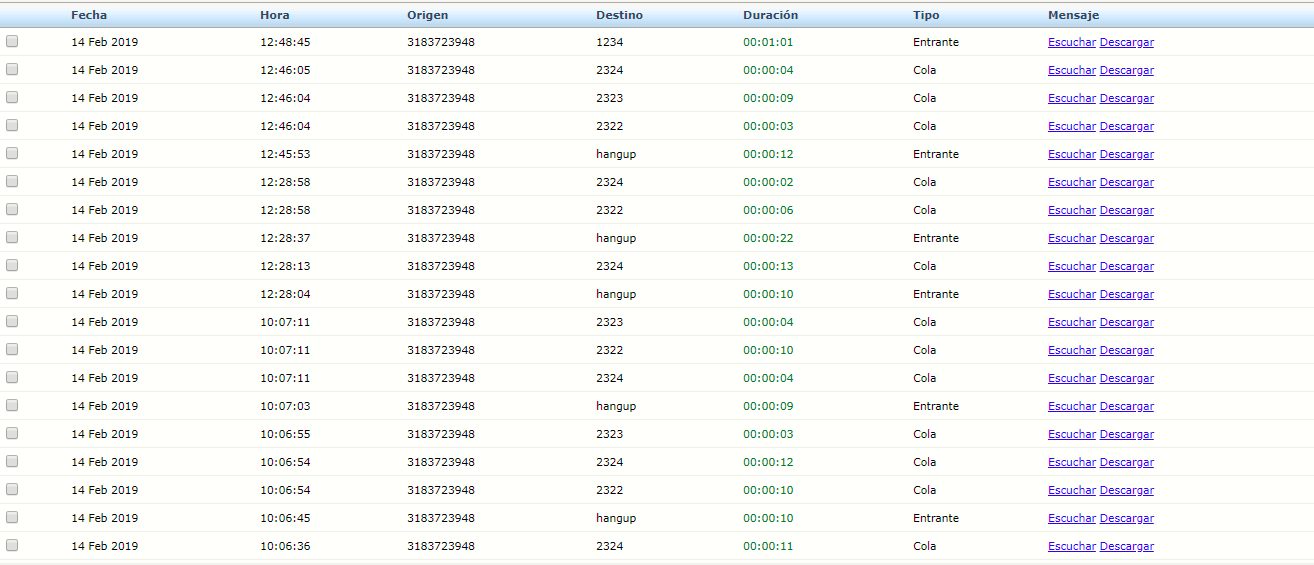 Fecha Hora Origen Destino Duración Tipo Mensaje
14 Feb 2019 12:48:45 3183723948 1234 00:01:01 Entrante Escuchar Descargar
14 Feb 2019 12:46:05 3183723948 2324 00:00:04 Cola Escuchar Descargar
14 Feb 2019 12:46:04 3183723948 2323 00:00:09 Cola Escuchar Descargar
14 Feb 2019 12:46:04 3183723948 2322 00:00:03 Cola Escuchar Descargar
14 Feb 2019 12:45:53 3183723948 hangup 00:00:12 Entrante Escuchar Descargar
14 Feb 2019 12:28:58 3183723948 2324 00:00:02 Cola Escuchar Descargar
14 Feb 2019 12:28:58 3183723948 2322 00:00:06 Cola Escuchar Descargar
14 Feb 2019 12:28:37 3183723948 hangup 00:00:22 Entrante Escuchar Descargar
14 Feb 2019 12:28:13 3183723948 2324 00:00:13 Cola Escuchar Descargar
14 Feb 2019 12:28:04 3183723948 hangup 00:00:10 Entrante Escuchar Descargar
14 Feb 2019 10:07:11 3183723948 2323 00:00:04 Cola Escuchar Descargar
14 Feb 2019 10:07:11 3183723948 2322 00:00:10 Cola Escuchar Descargar
14 Feb 2019 10:07:11 3183723948 2324 00:00:04 Cola Escuchar Descargar
14 Feb 2019 10:07:03 3183723948 hangup 00:00:09 Entrante Escuchar Descargar
14 Feb 2019 10:06:55 3183723948 2323 00:00:03 Cola Escuchar Descargar
14 Feb 2019 10:06:54 3183723948 2324 00:00:12 Cola Escuchar Descargar
14 Feb 2019 10:06:54 3183723948 2322 00:00:10 Cola Escuchar Descargar
14 Feb 2019 10:06:45 3183723948 hangup 00:00:10 Entrante Escuchar Descargar
14 Feb 2019 10:06:36 3183723948 2324 00:00:11 Cola Escuchar Descargar